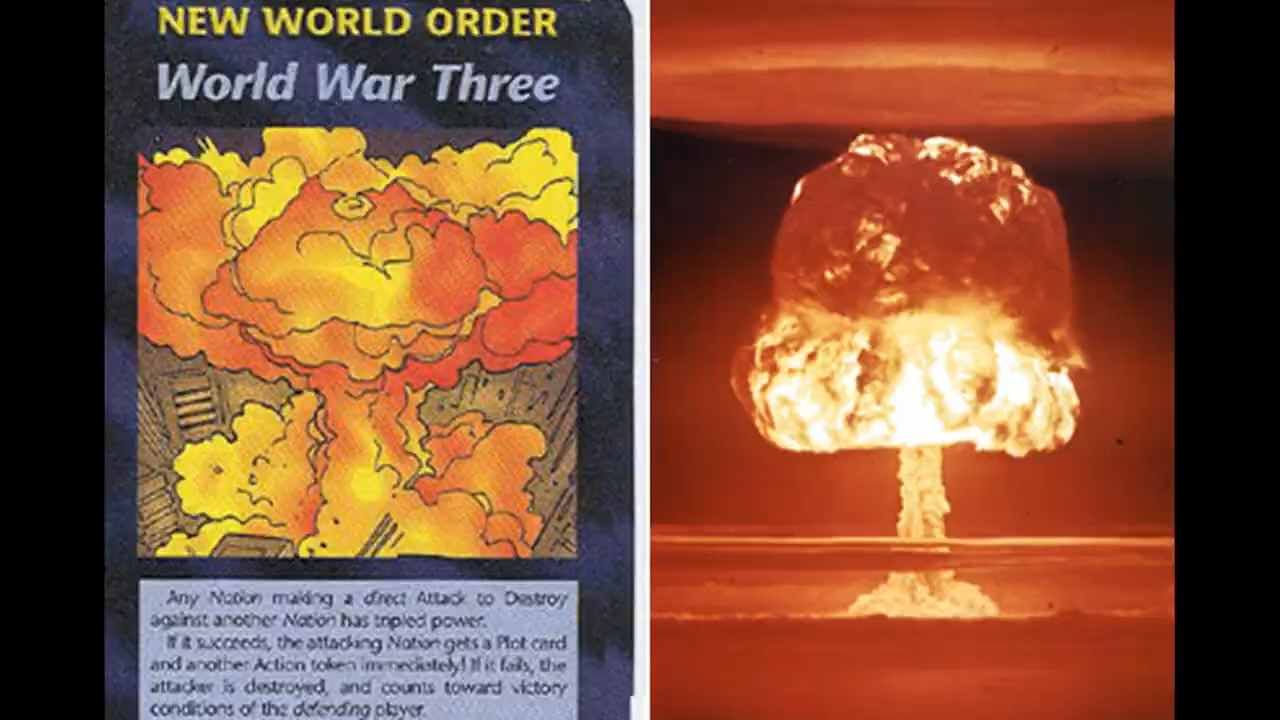 NEW WORLD ORDER
World War Three
Any Nation making a direct Attack to Destroy
against another Nation has tripled power.
If it succeeds, the attacking Nation gets a Plot card
and another Action token immediately! If it fails, the
attacker is destroyed, and counts toward victory
conditions of the defending player.